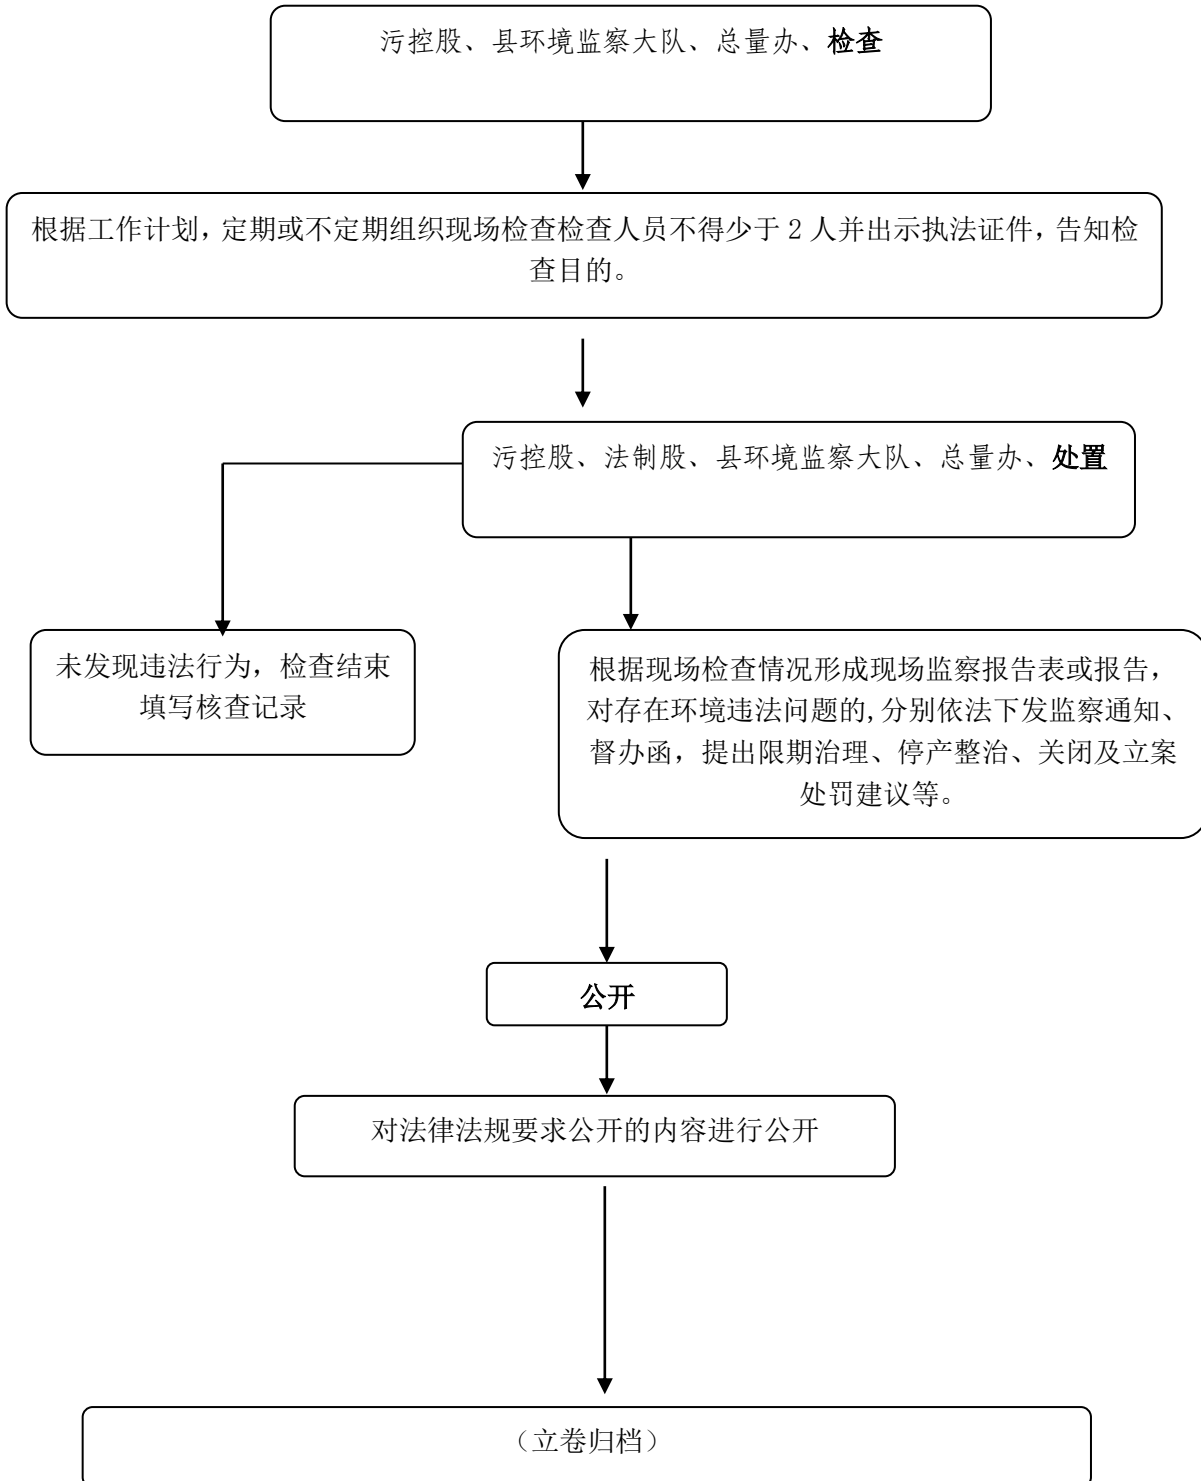 污控股、县环境监察大队、总量办、检查
根据工作计划，定期或不定期组织现场检查检查人员不得少于 2 人并出示执法证件，告知检
查目的。
污控股、法制股、县环境监察大队、总量办、处置
未发现违法行为，检查结束
填写核查记录
根据现场检查情况形成现场监察报告表或报告，
对存在环境违法问题的,分别依法下发监察通知、
督办函，提出限期治理、停产整治、关闭及立案
处罚建议等。
公开
对法律法规要求公开的内容进行公开
（立卷归档）